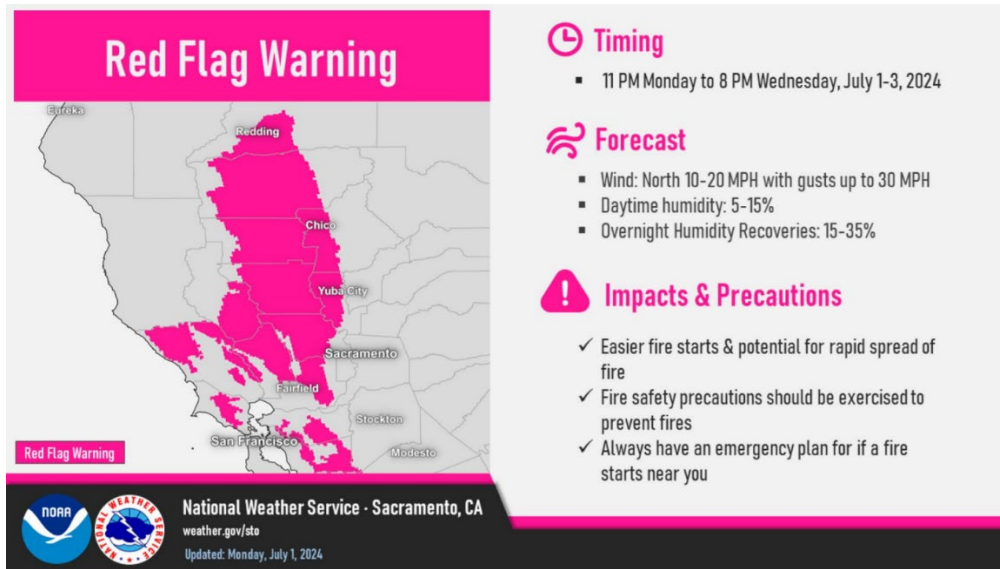 Red Flag Warning
Eureka
Redding
Chico
Yuba City
Sacramento
Fairfield
Stockton
San Francisco
Modesto
Red Flag Warning
Timing
11 PM Monday to 8 PM Wednesday, July 1-3, 2024
Forecast
Wind: North 10-20 MPH with gusts up to 30 MPH
Daytime humidity: 5-15%
Overnight Humidity Recoveries: 15-35%
Impacts & Precautions
Easier fire starts & potential for rapid spread of
fire
Fire safety precautions should be exercised to
prevent fires
Always have an emergency plan for if a fire
starts near you
NOAA
NATIONAL WEATHER SERVICE
National Weather Service · Sacramento, CA
weather.gov/sto
Updated: Monday, July 1, 2024